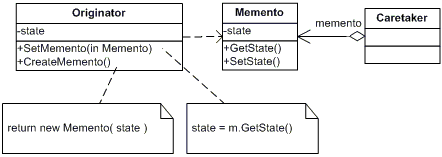 Originator
-state
+SetMemento(in Memento)
+CreateMemento()
Memento
-state
+GetState()
+SetState()
memento
Caretaker
return new Memento( state )
state = m.GetState()